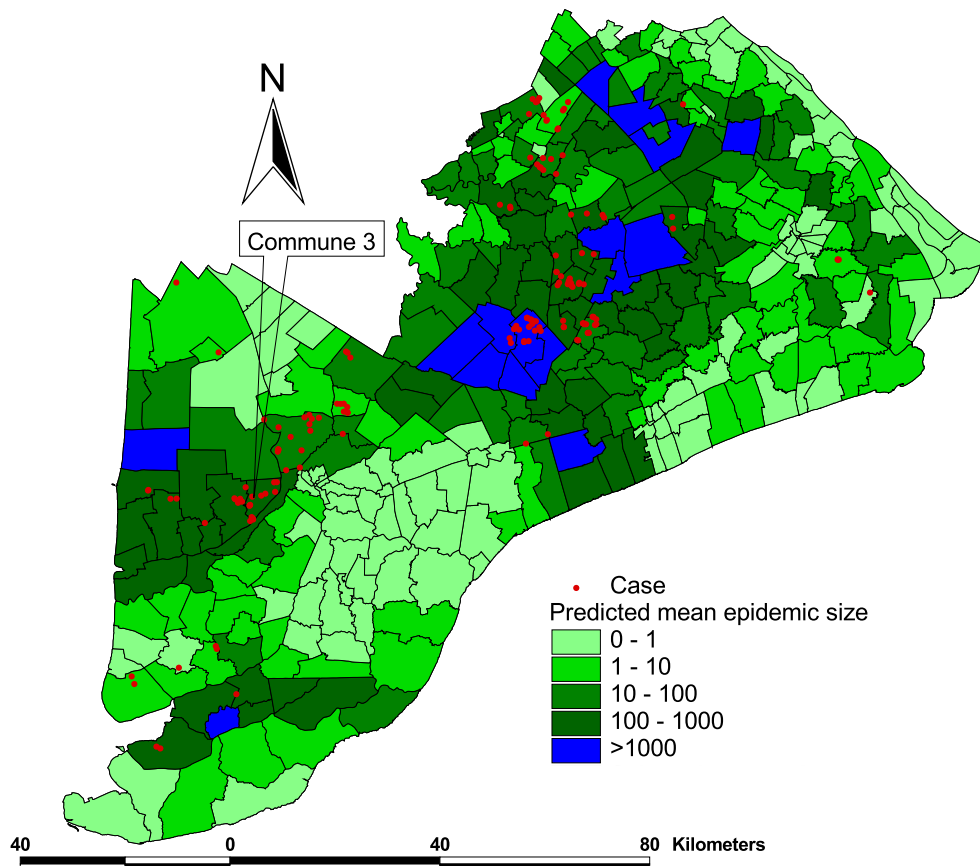 N
Commune 3
Case
Predicted mean epidemic size
0 - 1
1 - 10
10 - 100
100 - 1000
>1000
40 0 40 80 Kilometers